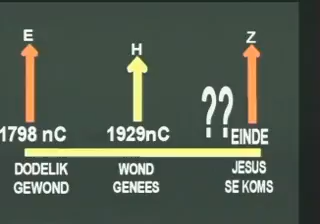 E
H
Z
??
1798 nC
1929nC
EINDE
DODELIK
GEWOND
WOND
GENEES
JESUS
SE KOMS